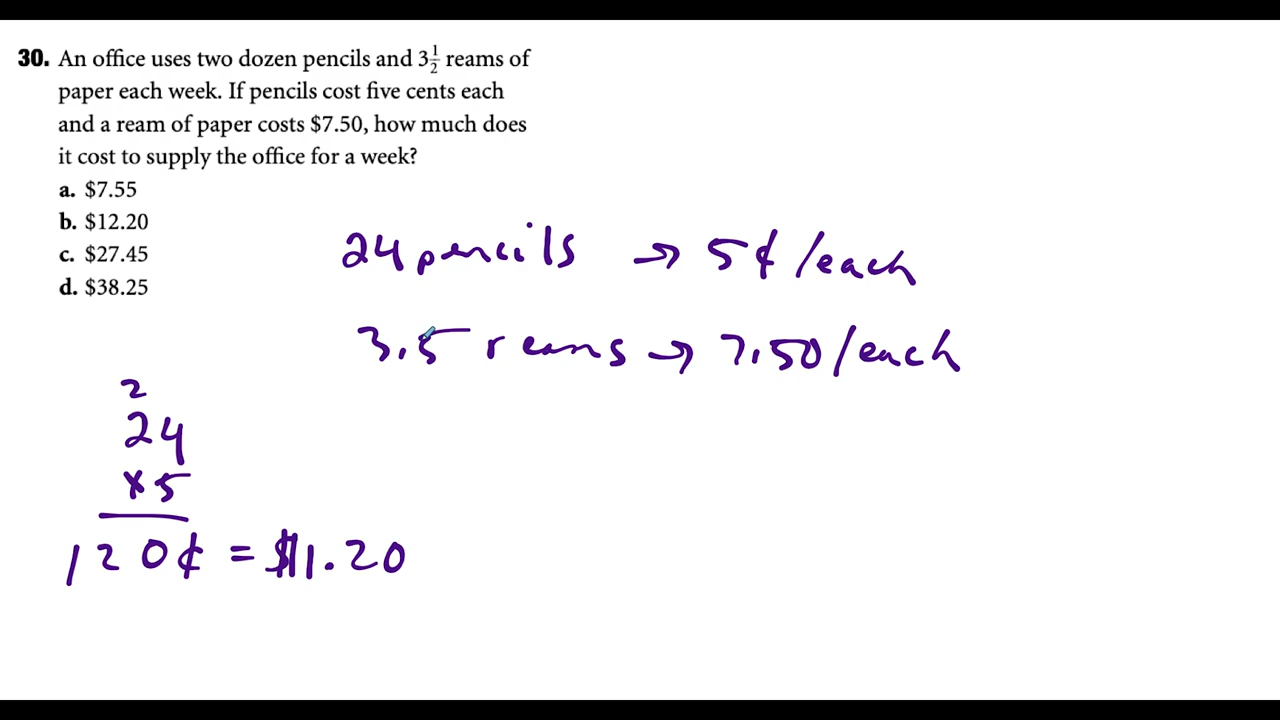 30. An office uses two dozen pencils and 3 1/2 reams of
paper each week. If pencils cost five cents each
and a ream of paper costs $7.50, how much does
it cost to supply the office for a week?
a. $7.55
b. $12.20
c. $27.45
d. $38.25
24 pencils → 5¢/each
3.5 reams → 7.50/each
2
24
×5
120¢ = $1.20